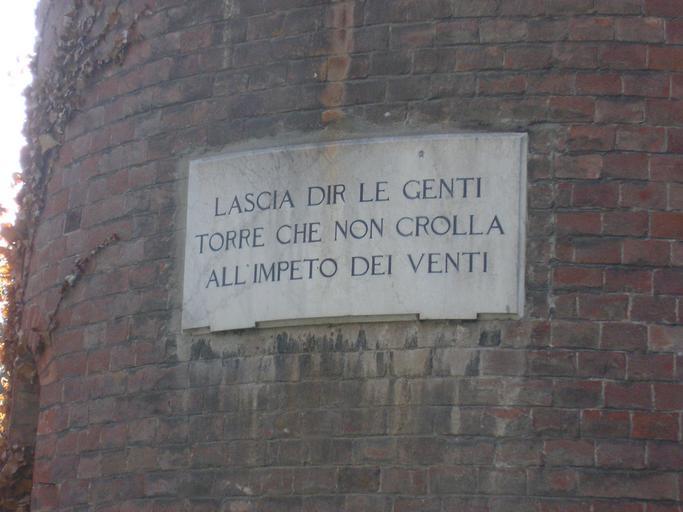 LASCIA DIR LE GENTI
TORRE CHE NON CROLLA
ALL'IMPETO DEI VENTI